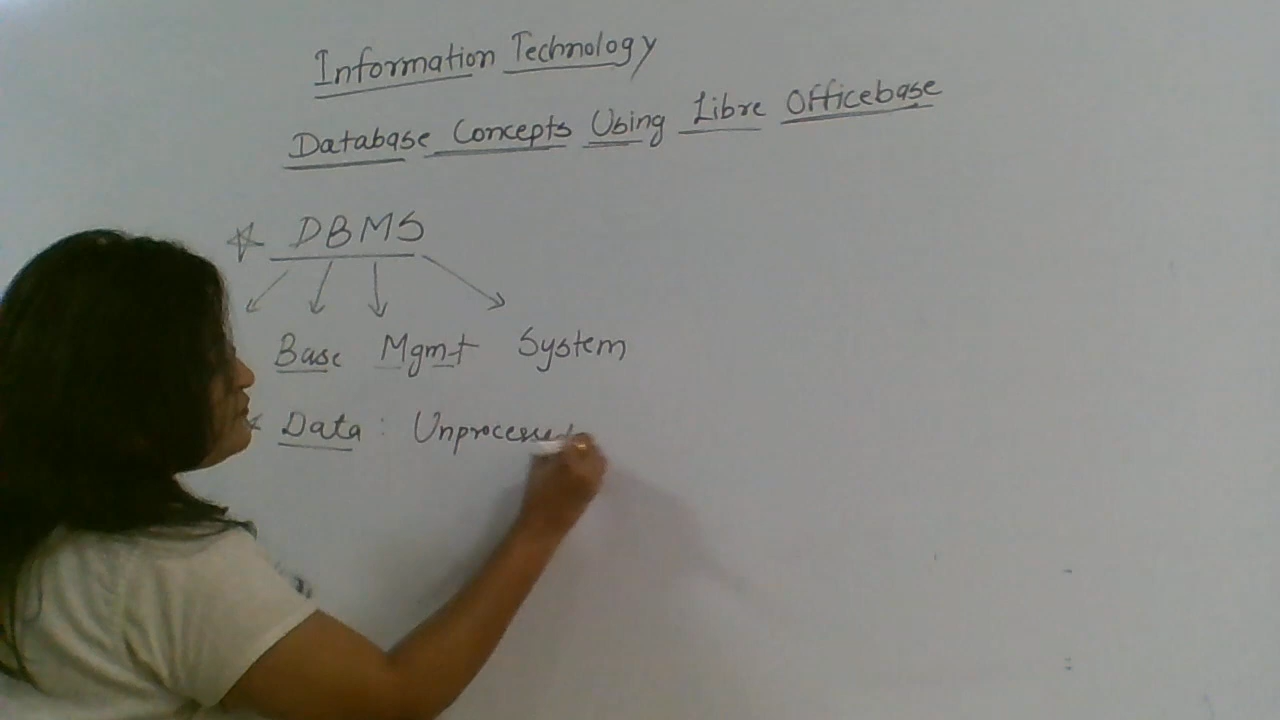 Information Technology
Database Concepts Using Libre Officebase
DBMS
Base Mgmt System
Data : Unprocessed